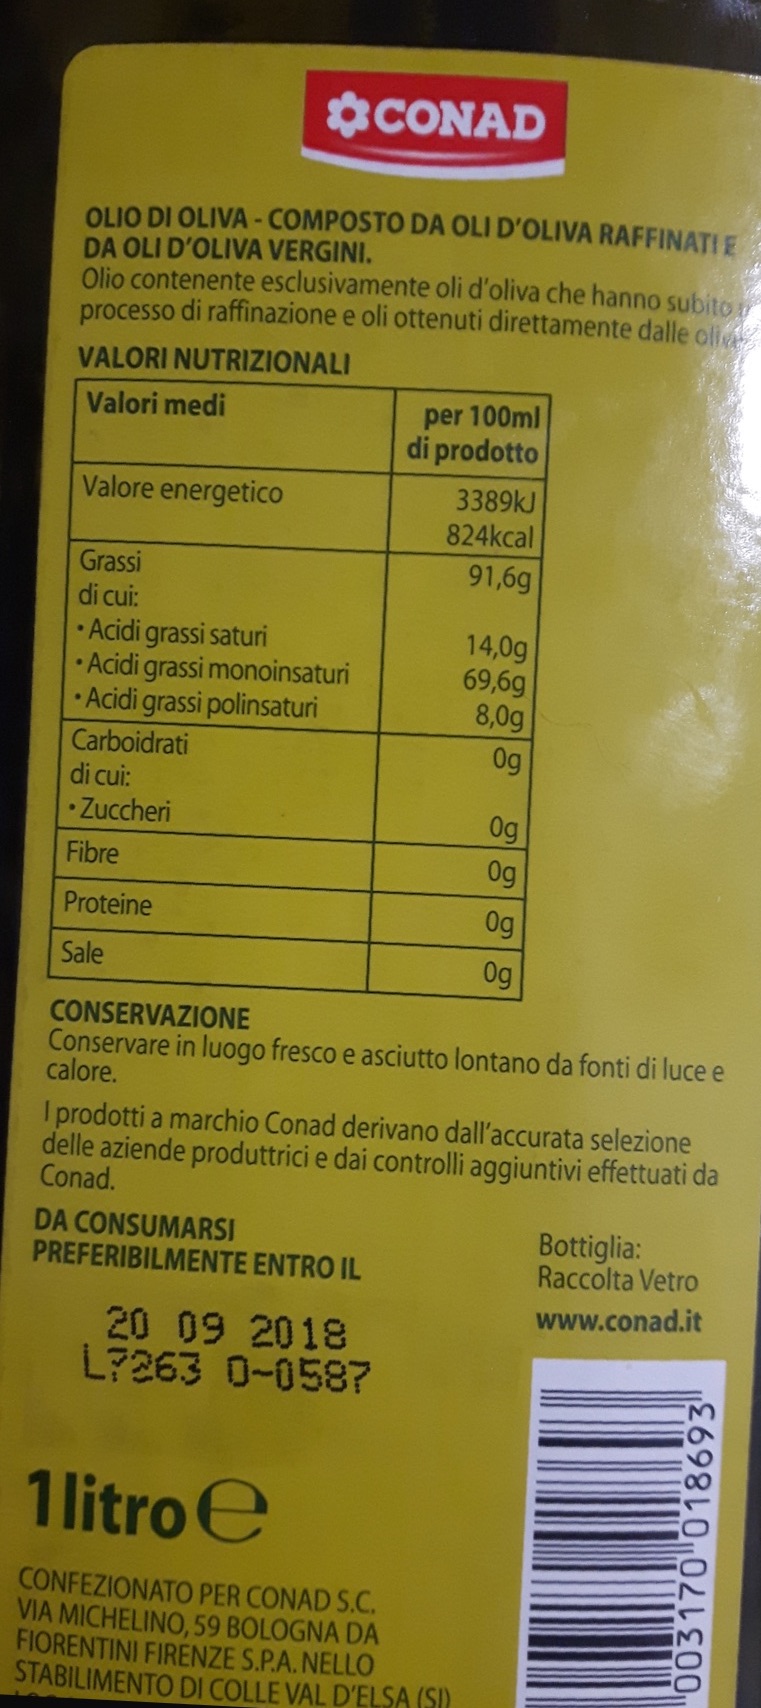 CONAD
OLIO DI OLIVA - COMPOSTO DA OLI D'OLIVA RAFFINATI E
DA OLI D'OLIVA VERGINI.
Olio contenente esclusivamente oli d'oliva che hanno subito
processo di raffinazione e oli ottenuti direttamente dalle
VALORI NUTRIZIONALI
Valori medi per 100ml
di prodotto
Valore energetico 3389kJ
824kcal
Grassi 91,6g
di cui:
• Acidi grassi saturi 14,0g
• Acidi grassi monoinsaturi 69,6g
• Acidi grassi polinsaturi 8,0g
Carboidrati 0g
di cui:
• Zuccheri 0g
Fibre 0g
Proteine 0g
Sale 0g
CONSERVAZIONE
Conservare in luogo fresco e asciutto lontano da fonti di luce e
calore.
I prodotti a marchio Conad derivano dall'accurata selezione
delle aziende produttrici e dai controlli aggiuntivi effettuati da
Conad.
DA CONSUMARSI
PREFERIBILMENTE ENTRO IL
20 09 2018
L7263 0-0587
Bottiglia:
Raccolta Vetro
www.conad.it
1 litro e
CONFEZIONATO PER CONAD S.C.
VIA MICHELINO, 59 BOLOGNA DA
FIORENTINI FIRENZE S.P.A. NELLO
STABILIMENTO DI COLLE VAL D'ELSA (SI)
003170 018693